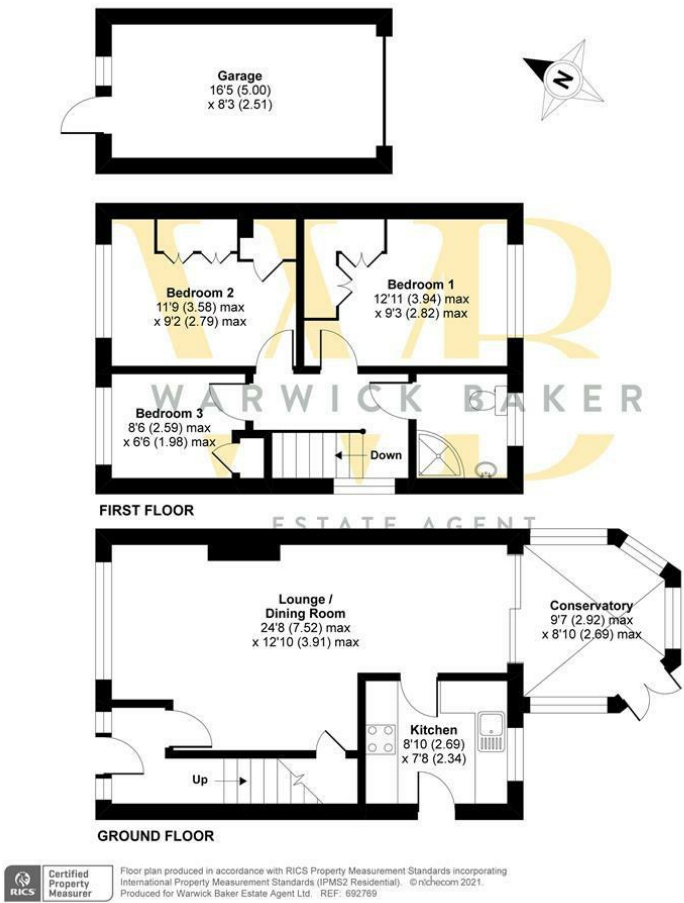 Garage
16'5 (5.00)
x 8'3 (2.51)
N
Bedroom 2
11'9 (3.58) max
x 9'2 (2.79) max
Bedroom 1
12'11 (3.94) max
x 9'3 (2.82) max
WARWICK BAKER
Bedroom 3
8'6 (2.59) max
x 6'6 (1.98) max
Down
FIRST FLOOR
ESTATE AGENT
Lounge /
Dining Room
24'8 (7.52) max
x 12'10 (3.91) max
Conservatory
9'7 (2.92) max
x 8'10 (2.69) max
Kitchen
8'10 (2.69)
x 7'8 (2.34)
Up
GROUND FLOOR
RICS
Certified
Property
Measurer
Floor plan produced in accordance with RICS Property Measurement Standards incorporating
International Property Measurement Standards (IPMS2 Residential). © nichecom 2021.
Produced for Warwick Baker Estate Agent Ltd. REF: 692769